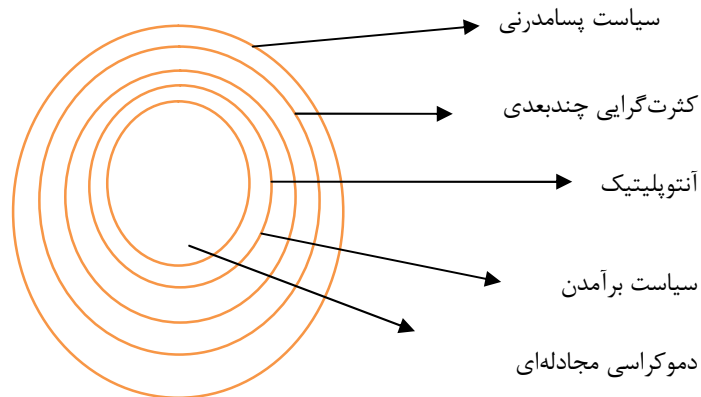 سیاست پسامدرنی
کثرت‌گرایی چندبعدی
آنتوپلیتیک
سیاست برآمدن
دموکراسی مجادله‌ای